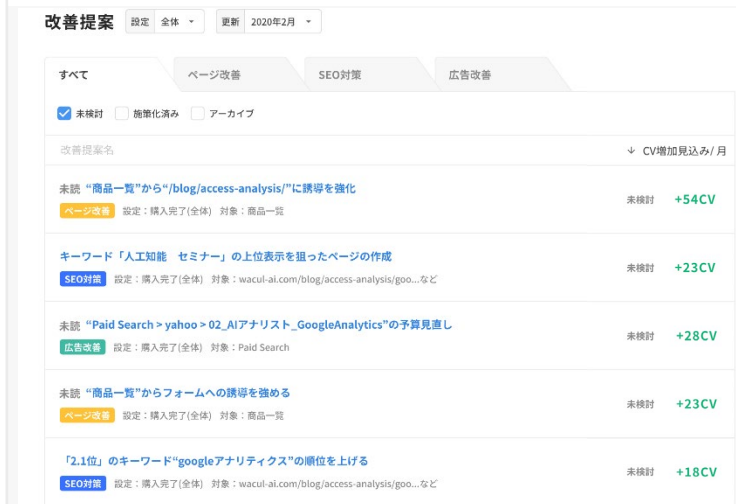 改善提案 設定 全体 更新 2020年2月
すべて ページ改善 SEO対策 広告改善
未検討 施策化済み アーカイブ
改善提案名 ↓ CV増加見込み/月
未読 “商品一覧”から“/blog/access-analysis/”に誘導を強化
ページ改善 設定：購入完了(全体) 対象：商品一覧 未検討 +54CV
キーワード「人工知能　セミナー」の上位表示を狙ったページの作成
SEO対策 設定：購入完了(全体) 対象：wacul-ai.com/blog/access-analysis/goo...など 未検討 +23CV
未読 “Paid Search > yahoo > 02_AIアナリスト_GoogleAnalytics”の予算見直し
広告改善 設定：購入完了(全体) 対象：Paid Search 未検討 +28CV
未読 “商品一覧”からフォームへの誘導を強める
ページ改善 設定：購入完了(全体) 対象：商品一覧 未検討 +23CV
「2.1位」のキーワード“googleアナリティクス”の順位を上げる
SEO対策 設定：購入完了(全体) 対象：wacul-ai.com/blog/access-analysis/goo...など 未検討 +18CV